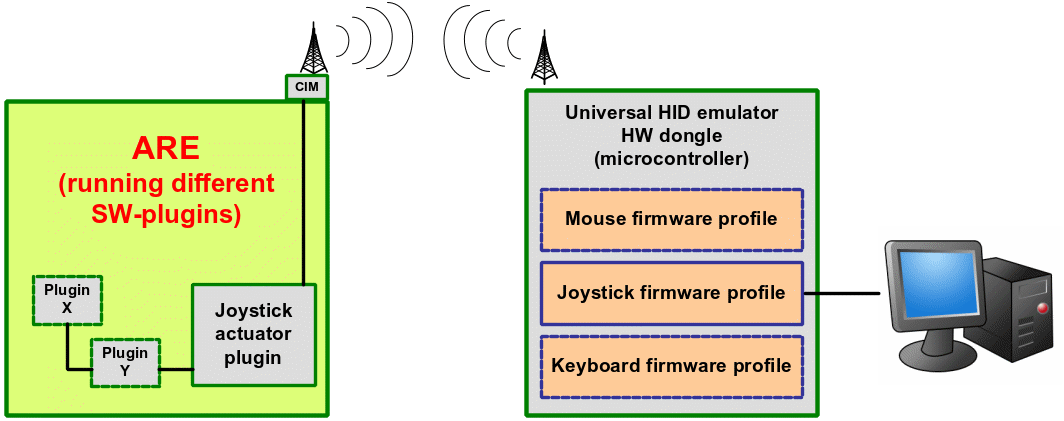 CIM
ARE
(running different
SW-plugins)
Plugin
X
Plugin
Y
Joystick
actuator
plugin
Universal HID emulator
HW dongle
(microcontroller)
Mouse firmware profile
Joystick firmware profile
Keyboard firmware profile